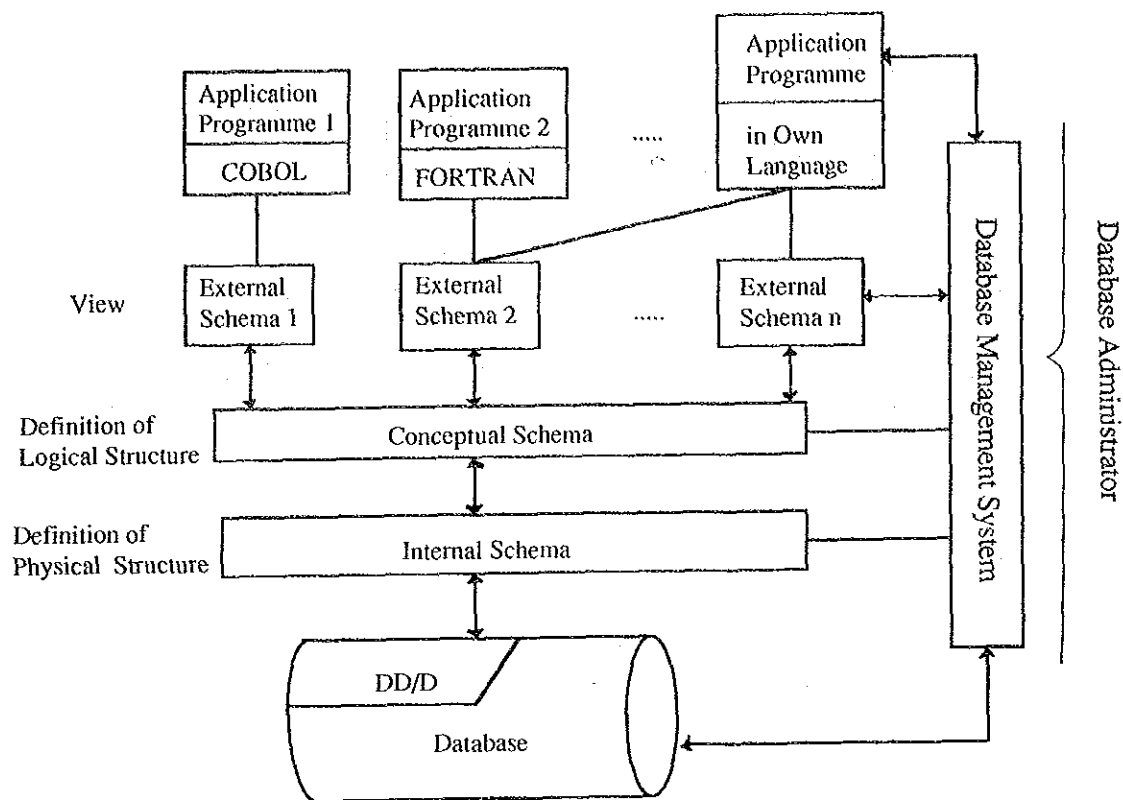 Application
Programme 1
COBOL
Application
Programme 2
FORTRAN
.....
Application
Programme
in Own
Language
View
External
Schema 1
External
Schema 2
.....
External
Schema n
Definition of
Logical Structure
Conceptual Schema
Definition of
Physical Structure
Internal Schema
DD/D
Database
Database Management System
Database Administrator